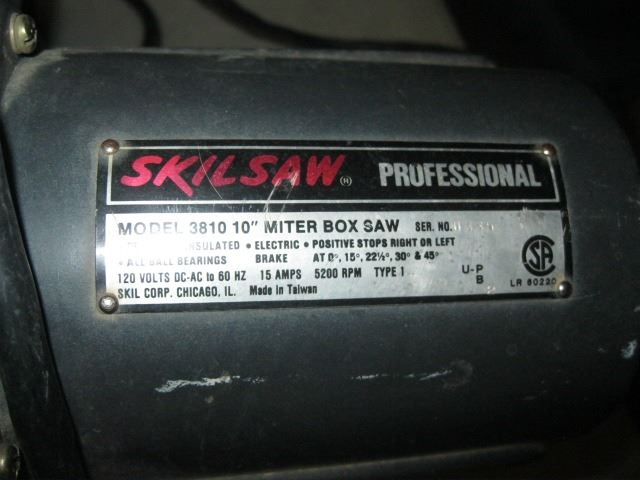 SKILSAW ® PROFESSIONAL
MODEL 3810 10" MITER BOX SAW SER. NO.
INSULATED • ELECTRIC • POSITIVE STOPS RIGHT OR LEFT
• ALL BALL BEARINGS BRAKE AT 0°, 15°, 22½°, 30° & 45°
120 VOLTS DC-AC to 60 HZ 15 AMPS 5200 RPM TYPE 1 U-P
SKIL CORP. CHICAGO, IL. Made in Taiwan B
SA LR 60220